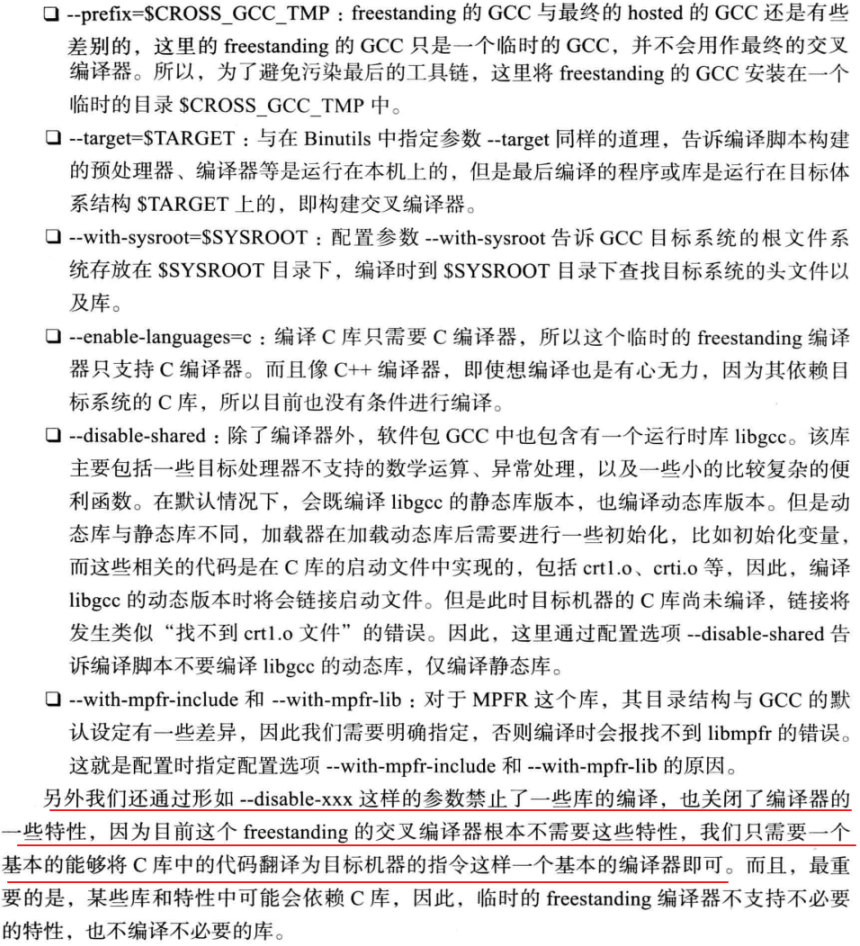 ❑ --prefix=$CROSS_GCC_TMP：freestanding 的 GCC 与最终的 hosted 的 GCC 还是有些
差别的，这里的 freestanding 的 GCC 只是一个临时的 GCC，并不会用作最终的交叉
编译器。所以，为了避免污染最后的工具链，这里将 freestanding 的 GCC 安装在一个
临时的目录 $CROSS_GCC_TMP 中。
❑ --target=$TARGET：与在 Binutils 中指定参数 --target 同样的道理，告诉编译脚本构建
的预处理器、编译器等是运行在本机上的，但是最后编译的程序或库是运行在目标体
系结构 $TARGET 上的，即构建交叉编译器。
❑ --with-sysroot=$SYSROOT：配置参数 --with-sysroot 告诉 GCC 目标系统的根文件系
统存放在 $SYSROOT 目录下，编译时到 $SYSROOT 目录下查找目标系统的头文件以
及库。
❑ --enable-languages=c：编译 C 库只需要 C 编译器，所以这个临时的 freestanding 编译
器只支持 C 编译器。而且像 C++ 编译器，即使想编译也是有心无力，因为其依赖目
标系统的 C 库，所以目前也没有条件进行编译。
❑ --disable-shared：除了编译器外，软件包 GCC 中也包含有一个运行时库 libgcc。该库
主要包括一些目标处理器不支持的数学运算、异常处理，以及一些小的比较复杂的便
利函数。在默认情况下，会既编译 libgcc 的静态库版本，也编译动态库版本。但是动
态库与静态库不同，加载器在加载动态库后需要进行一些初始化，比如初始化变量，
而这些相关的代码是在 C 库的启动文件中实现的，包括 crt1.o、crti.o 等，因此，编译
libgcc 的动态版本时将会链接启动文件。但是此时目标机器的 C 库尚未编译，链接将
发生类似“找不到 crt1.o 文件”的错误。因此，这里通过配置选项 --disable-shared 告
诉编译脚本不要编译 libgcc 的动态库，仅编译静态库。
❑ --with-mpfr-include 和 --with-mpfr-lib：对于 MPFR 这个库，其目录结构与 GCC 的默
认设定有一些差异，因此我们需要明确指定，否则编译时会报找不到 libmpfr 的错误。
这就是配置时指定配置选项 --with-mpfr-include 和 --with-mpfr-lib 的原因。
另外我们还通过形如 --disable-xxx 这样的参数禁止了一些库的编译，也关闭了编译器的
一些特性，因为目前这个 freestanding 的交叉编译器根本不需要这些特性，我们只需要一个
基本的能够将 C 库中的代码翻译为目标机器的指令这样一个基本的编译器即可。而且，最重
要的是，某些库和特性中可能会依赖 C 库，因此，临时的 freestanding 编译器不支持不必要
的特性，也不编译不必要的库。